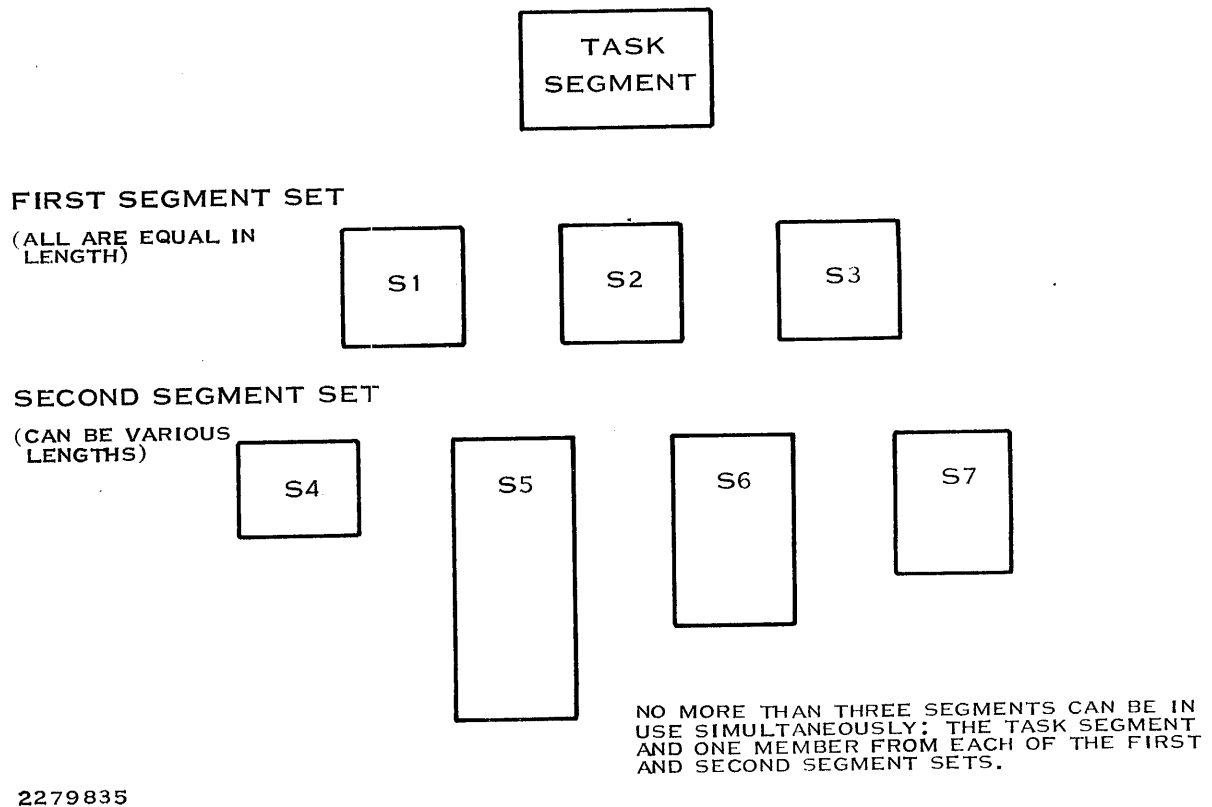 TASK
SEGMENT
FIRST SEGMENT SET
(ALL ARE EQUAL IN
LENGTH)
S1
S2
S3
SECOND SEGMENT SET
(CAN BE VARIOUS
LENGTHS)
S4
S5
S6
S7
NO MORE THAN THREE SEGMENTS CAN BE IN
USE SIMULTANEOUSLY: THE TASK SEGMENT
AND ONE MEMBER FROM EACH OF THE FIRST
AND SECOND SEGMENT SETS.
2279835